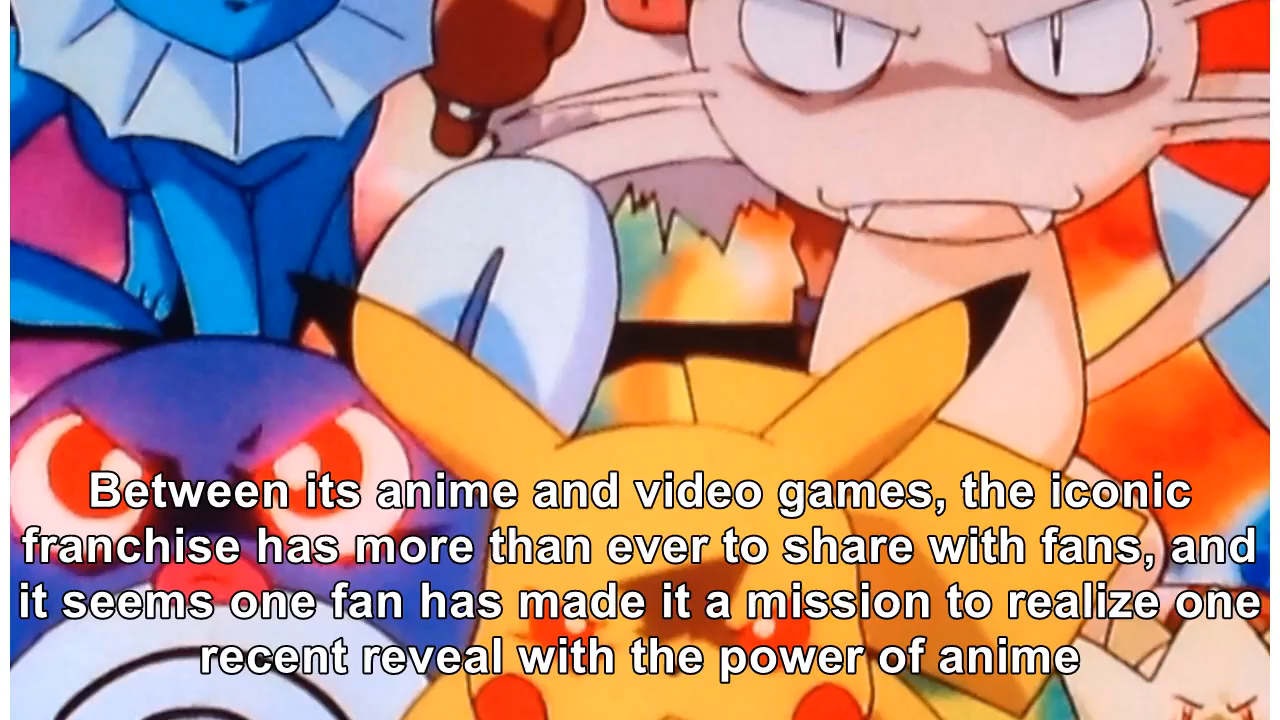 Between its anime and video games, the iconic
franchise has more than ever to share with fans, and
it seems one fan has made it a mission to realize one
recent reveal with the power of anime